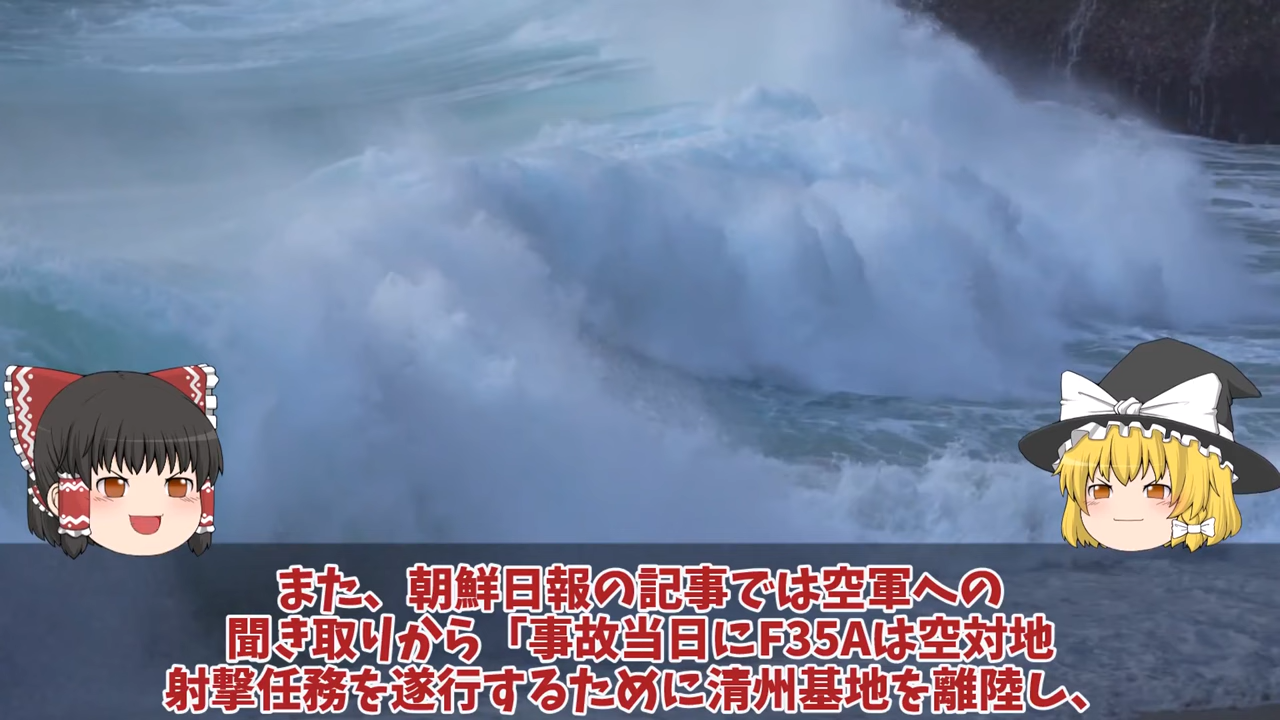 また、朝鮮日報の記事では空軍への
聞き取りから「事故当日にF35Aは空対地
射撃任務を遂行するために清州基地を離陸し、